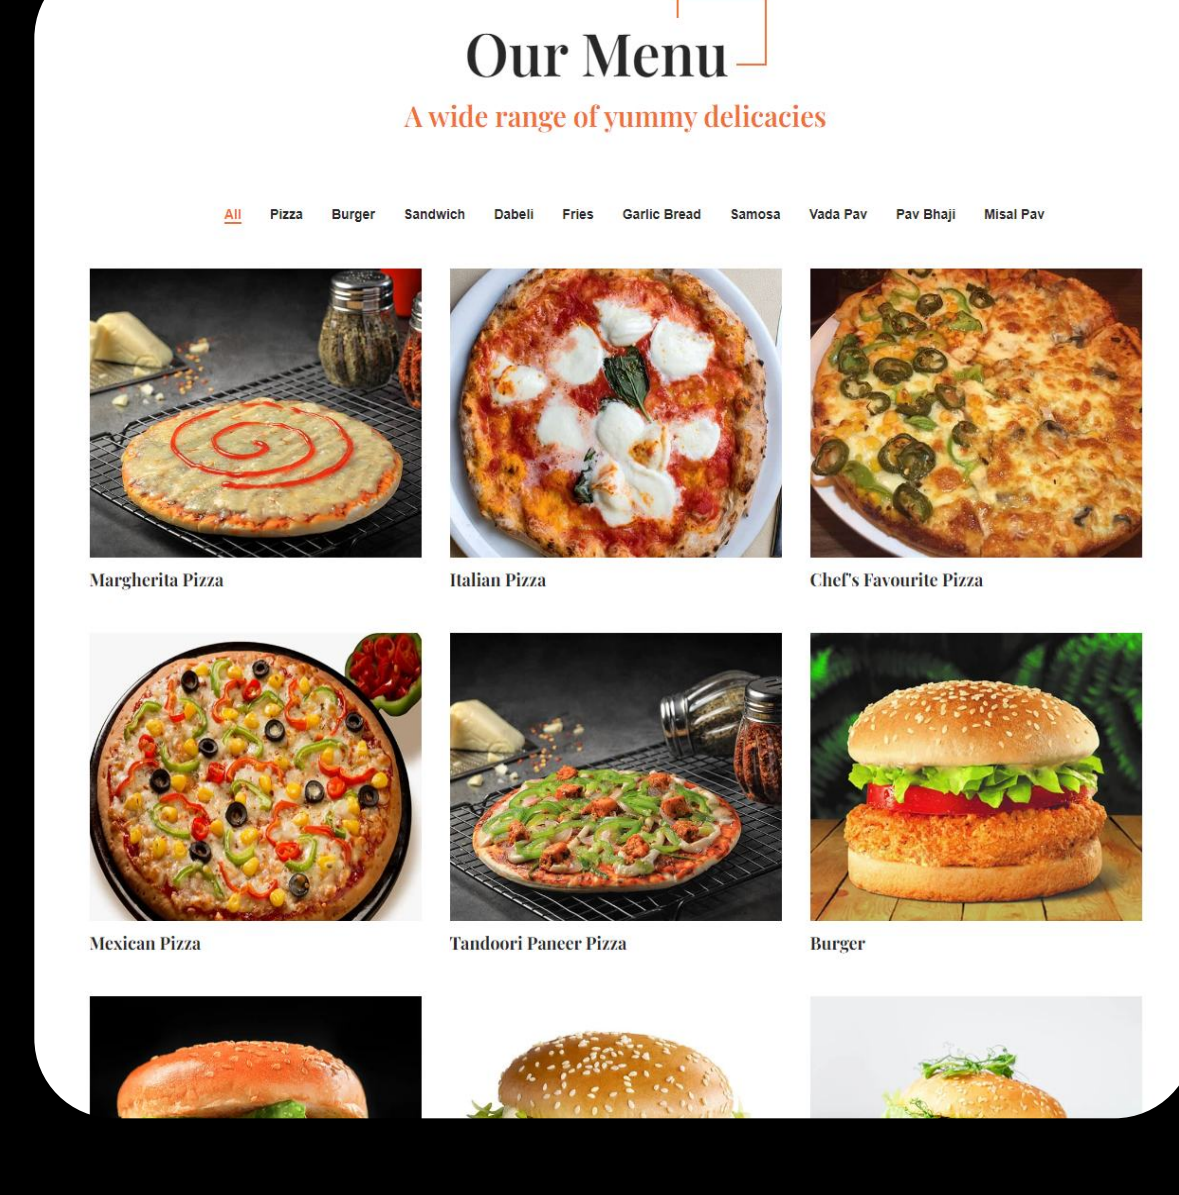 Our Menu
A wide range of yummy delicacies
All Pizza Burger Sandwich Dabeli Fries Garlic Bread Samosa Vada Pav Pav Bhaji Misal Pav
Margherita Pizza Italian Pizza Chef's Favourite Pizza
Mexican Pizza Tandoori Paneer Pizza Burger